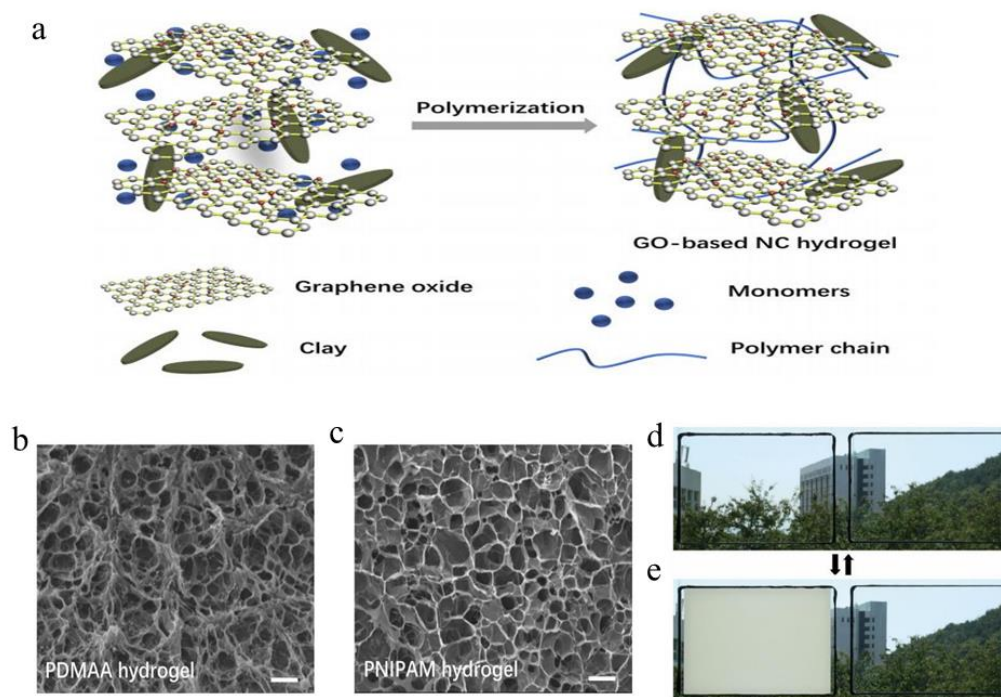 a
Polymerization
GO-based NC hydrogel
Graphene oxide
Monomers
Clay
Polymer chain
b
c
d
e
PDMAA hydrogel
PNIPAM hydrogel